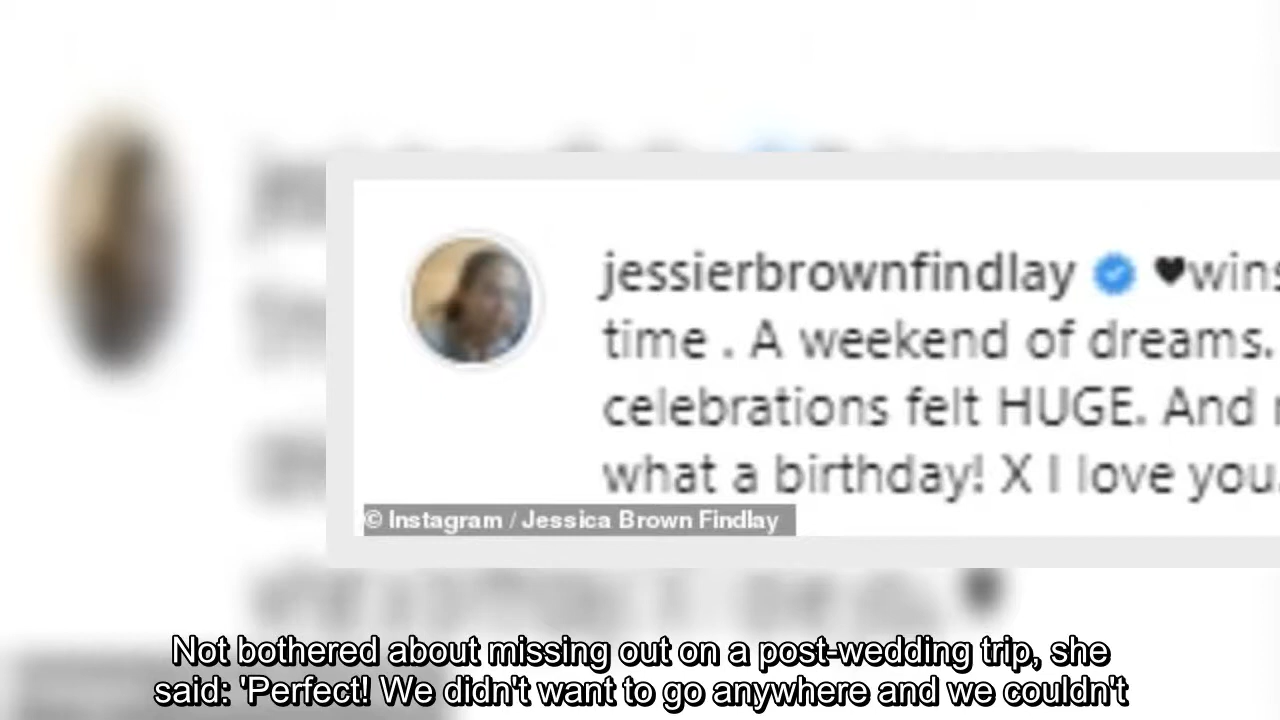 jessierbrownfindlay ♥wins
time . A weekend of dreams.
celebrations felt HUGE. And
what a birthday! X I love you.
© Instagram / Jessica Brown Findlay
Not bothered about missing out on a post-wedding trip, she
said: 'Perfect! We didn't want to go anywhere and we couldn't